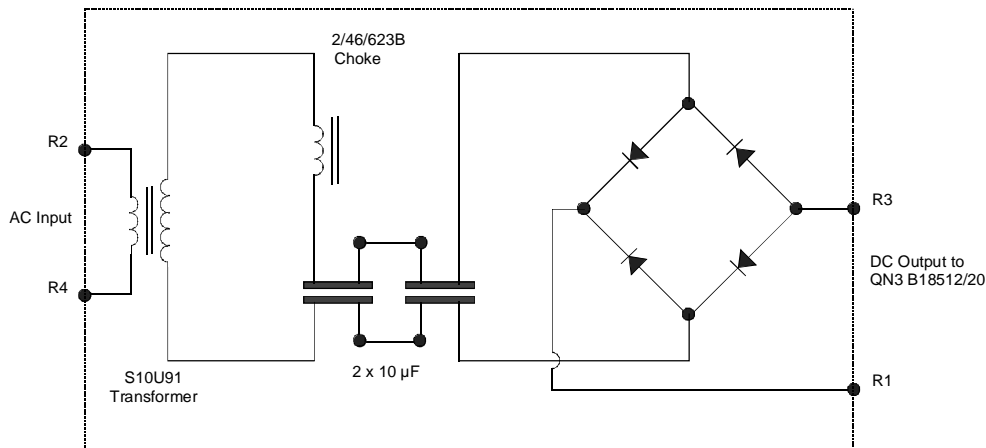 2/46/623B
Choke
R2
AC Input
R4
R3
DC Output to
QN3 B18512/20
R1
2 x 10 µF
S10U91
Transformer